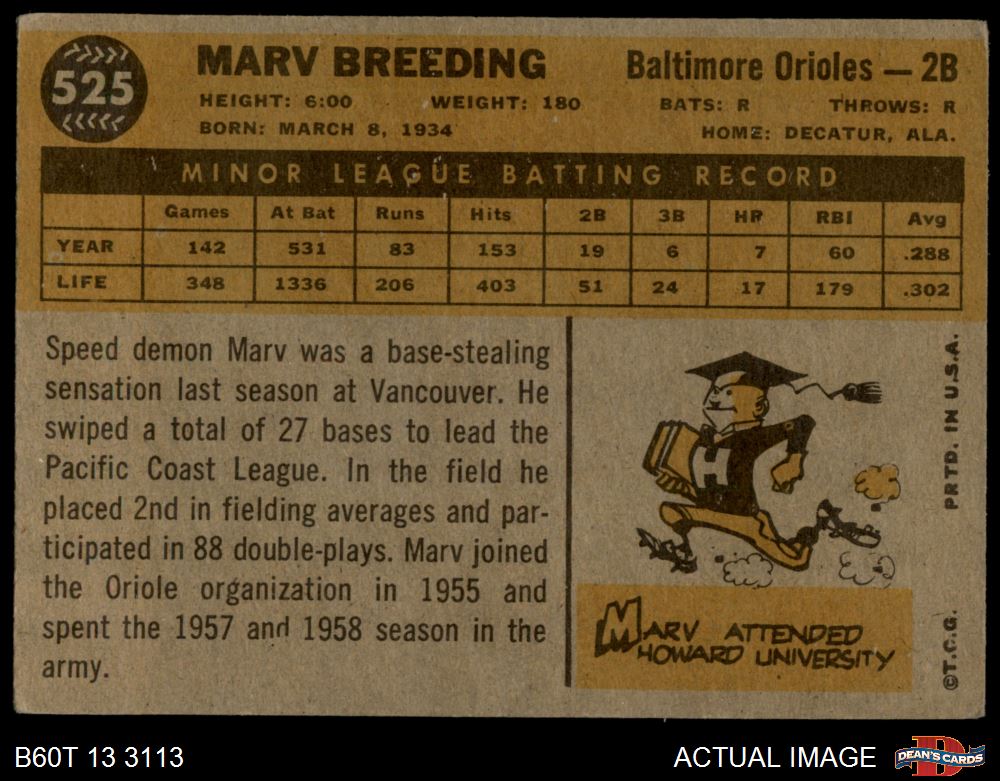 525
MARV BREEDING
Baltimore Orioles — 2B
HEIGHT: 6:00 WEIGHT: 180 BATS: R THROWS: R
BORN: MARCH 8, 1934 HOME: DECATUR, ALA.
MINOR LEAGUE BATTING RECORD
Games At Bat Runs Hits 2B 3B HR RBI Avg
YEAR 142 531 83 153 19 6 7 60 .288
LIFE 348 1336 206 403 51 24 17 179 .302
Speed demon Marv was a base-stealing
sensation last season at Vancouver. He
swiped a total of 27 bases to lead the
Pacific Coast League. In the field he
placed 2nd in fielding averages and par-
ticipated in 88 double-plays. Marv joined
the Oriole organization in 1955 and
spent the 1957 and 1958 season in the
army.
H
MARV ATTENDED
HOWARD UNIVERSITY
©T.C.G. PRTD. IN U.S.A.
B60T 13 3113
ACTUAL IMAGE
D
DEAN'S CARDS